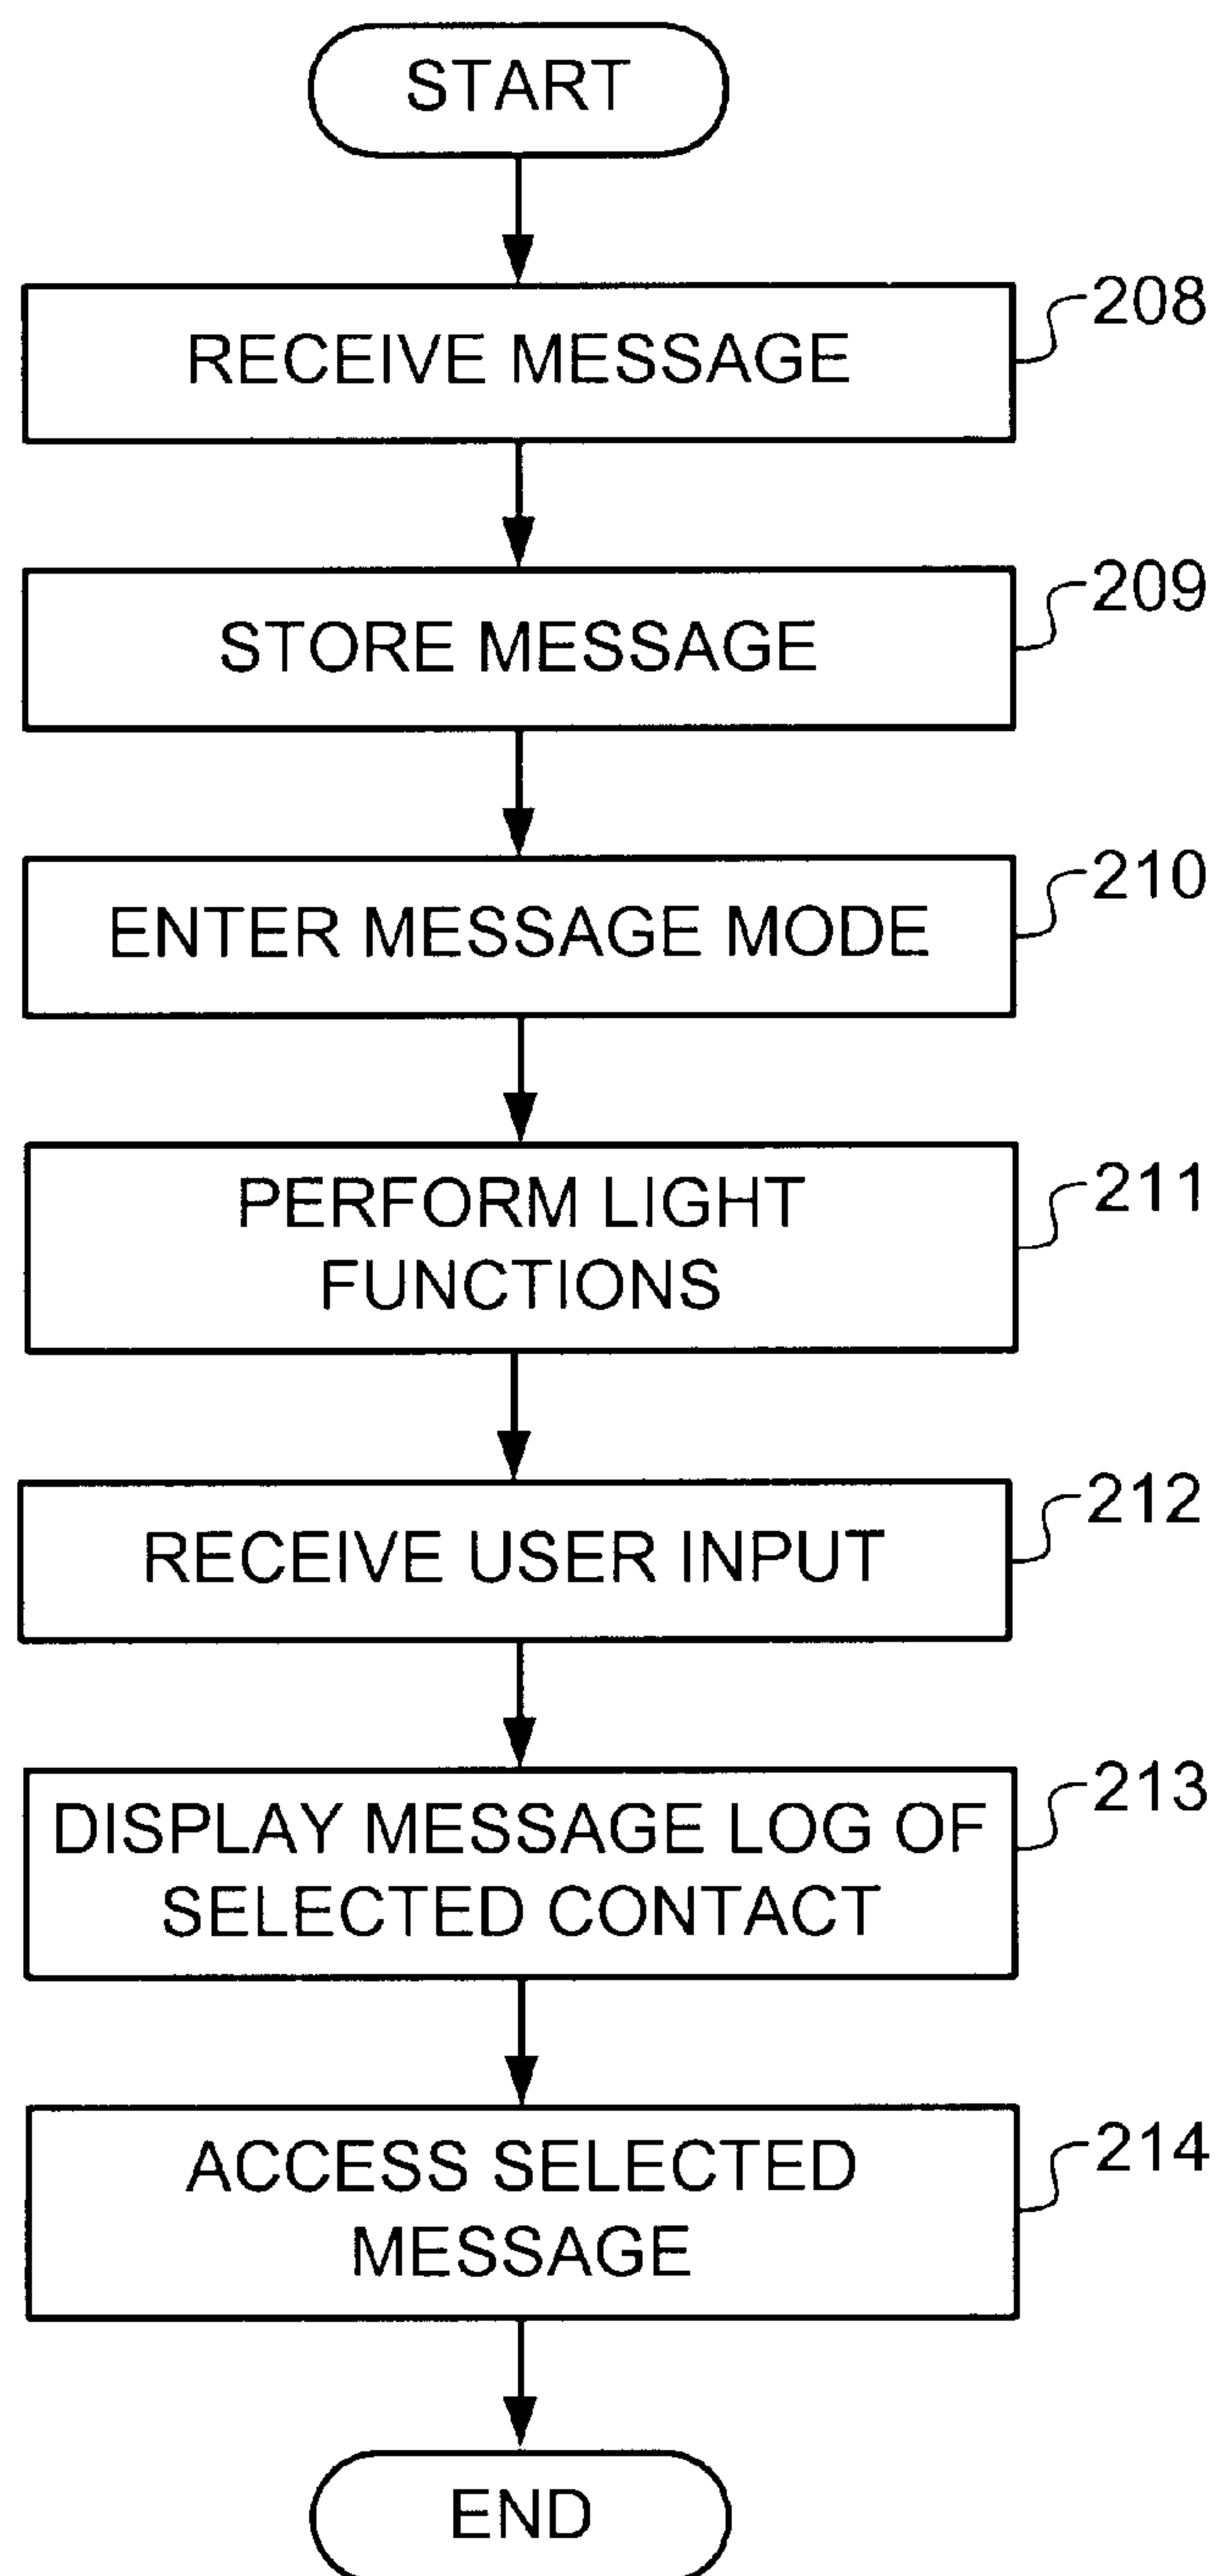 START
RECEIVE MESSAGE
208
STORE MESSAGE
209
ENTER MESSAGE MODE
210
PERFORM LIGHT
FUNCTIONS
211
RECEIVE USER INPUT
212
DISPLAY MESSAGE LOG OF
SELECTED CONTACT
213
ACCESS SELECTED
MESSAGE
214
END